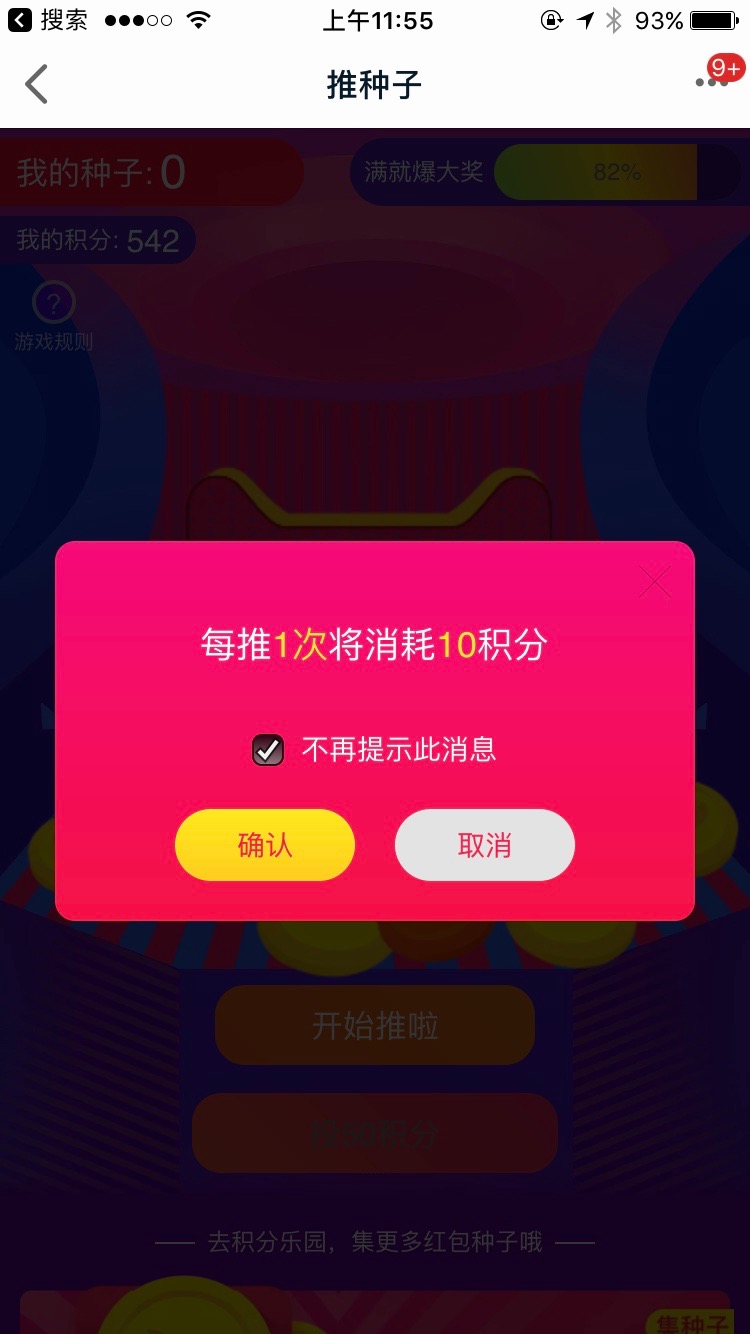 搜索
上午11:55
93%
推种子
9+
我的种子:0
满就爆大奖
82%
我的积分:542
?
游戏规则
每推1次将消耗10积分
不再提示此消息
确认
取消
开始推啦
去积分乐园，集更多红包种子哦
集种子